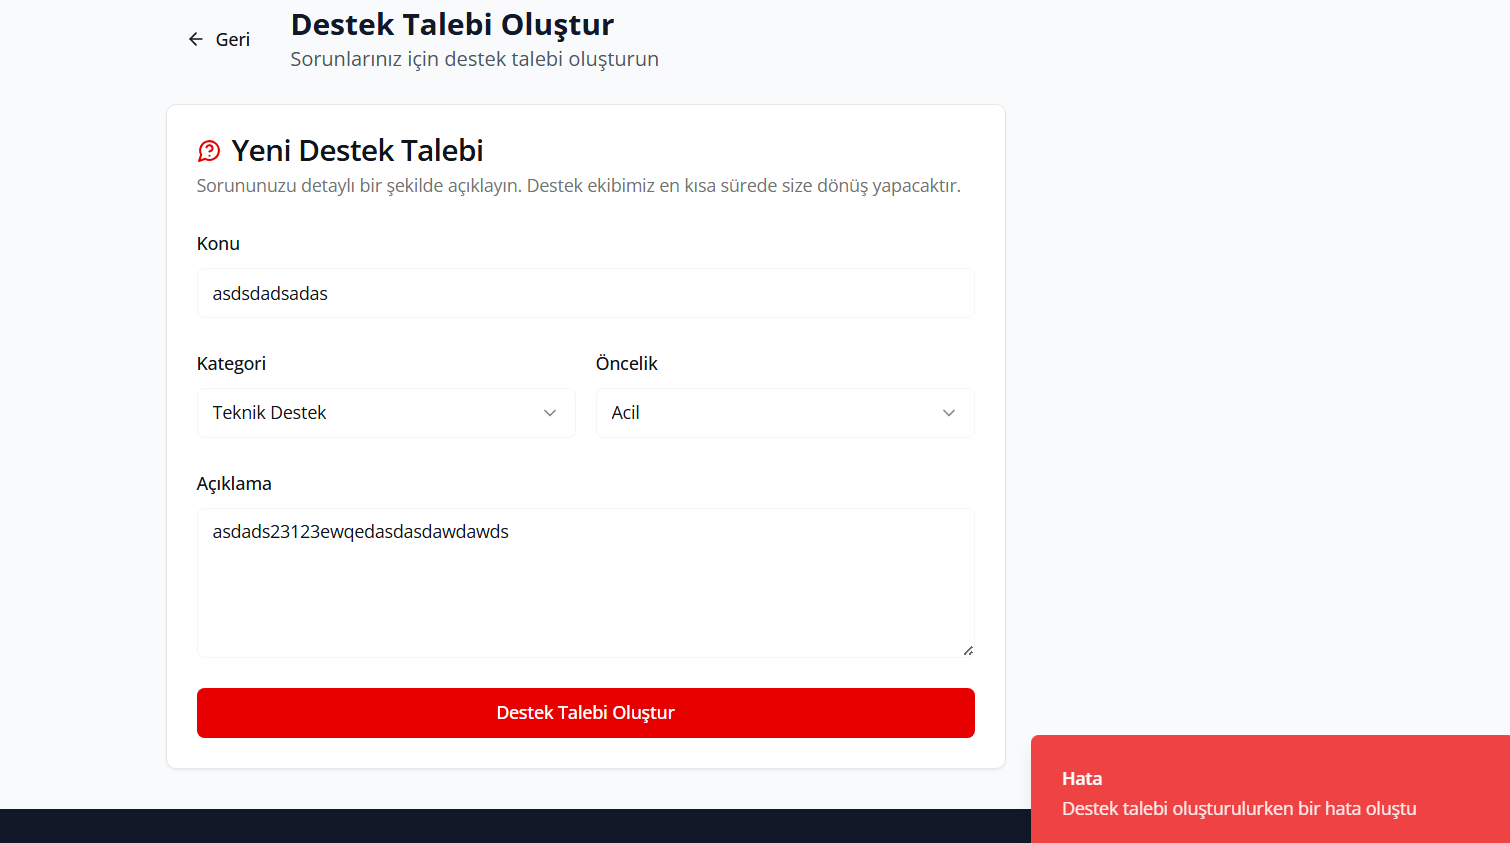 Geri
Destek Talebi Oluştur
Sorunlarınız için destek talebi oluşturun
Yeni Destek Talebi
Sorununuzu detaylı bir şekilde açıklayın. Destek ekibimiz en kısa sürede size dönüş yapacaktır.
Konu
asdsdadsadas
Kategori
Öncelik
Teknik Destek
Acil
Açıklama
asdads23123ewqedasdasdawdawds
Destek Talebi Oluştur
Hata
Destek talebi oluşturulurken bir hata oluştu